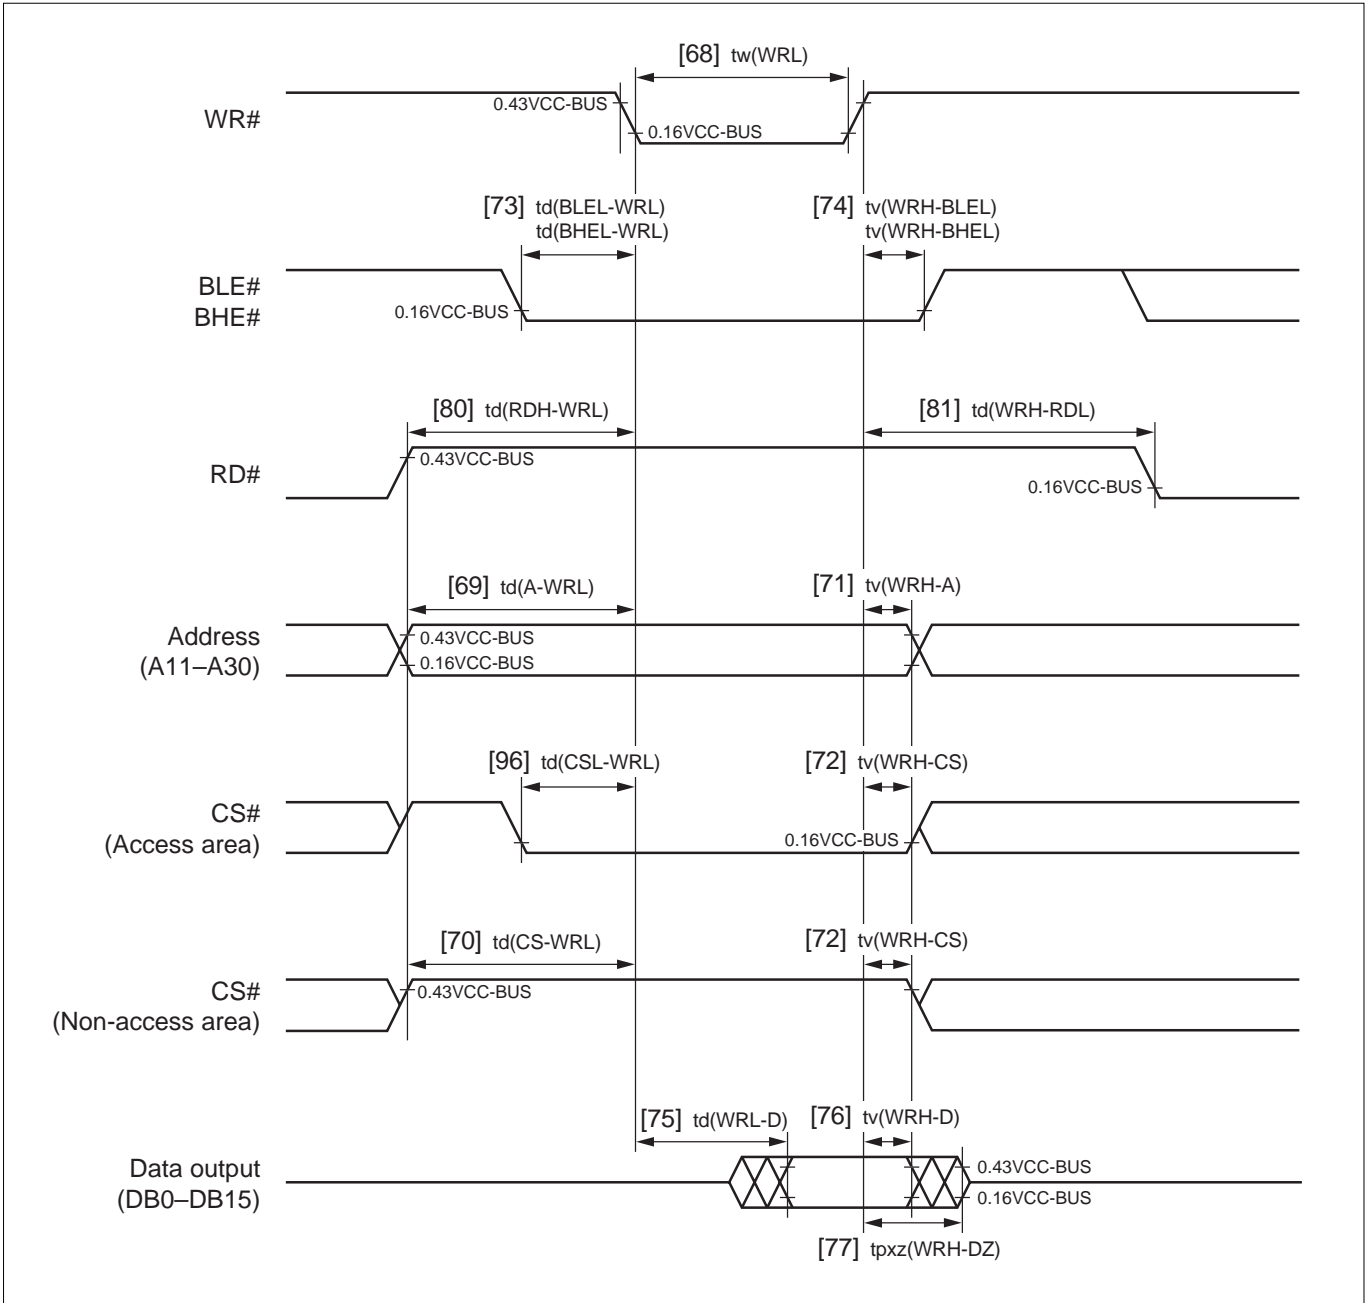 [68] tw(WRL)
0.43VCC-BUS
WR#
0.16VCC-BUS
[73] td(BLEL-WRL)
td(BHEL-WRL)
[74] tv(WRH-BLEL)
tv(WRH-BHEL)
BLE#
BHE#
0.16VCC-BUS
[80] td(RDH-WRL)
[81] td(WRH-RDL)
0.43VCC-BUS
RD#
0.16VCC-BUS
[69] td(A-WRL)
[71] tv(WRH-A)
Address
(A11–A30)
0.43VCC-BUS
0.16VCC-BUS
[96] td(CSL-WRL)
[72] tv(WRH-CS)
CS#
(Access area)
0.16VCC-BUS
[70] td(CS-WRL)
[72] tv(WRH-CS)
CS#
(Non-access area)
0.43VCC-BUS
[75] td(WRL-D)
[76] tv(WRH-D)
Data output
(DB0–DB15)
0.43VCC-BUS
0.16VCC-BUS
[77] tpxz(WRH-DZ)